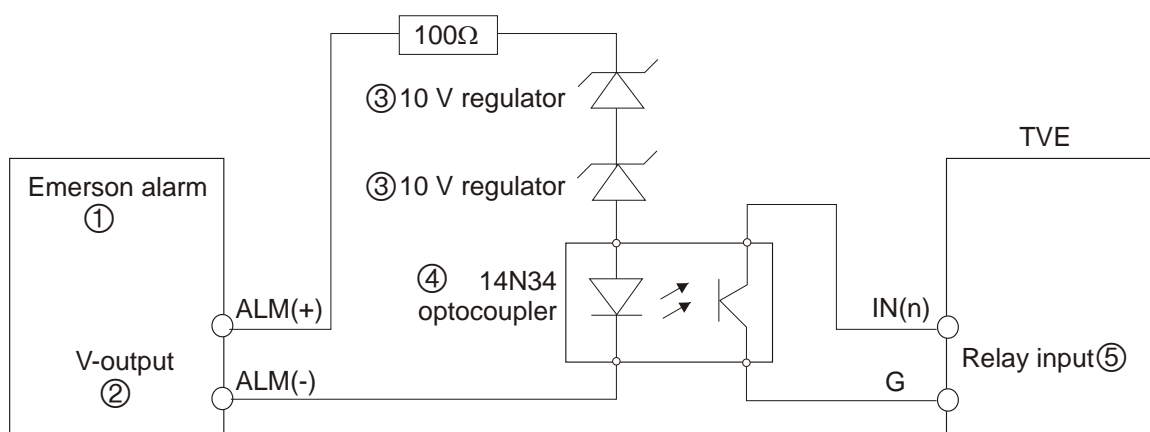 100Ω
③10 V regulator
TVE
③10 V regulator
Emerson alarm
①
④ 14N34
optocoupler
ALM(+)
IN(n)
V-output
②
Relay input⑤
ALM(-)
G